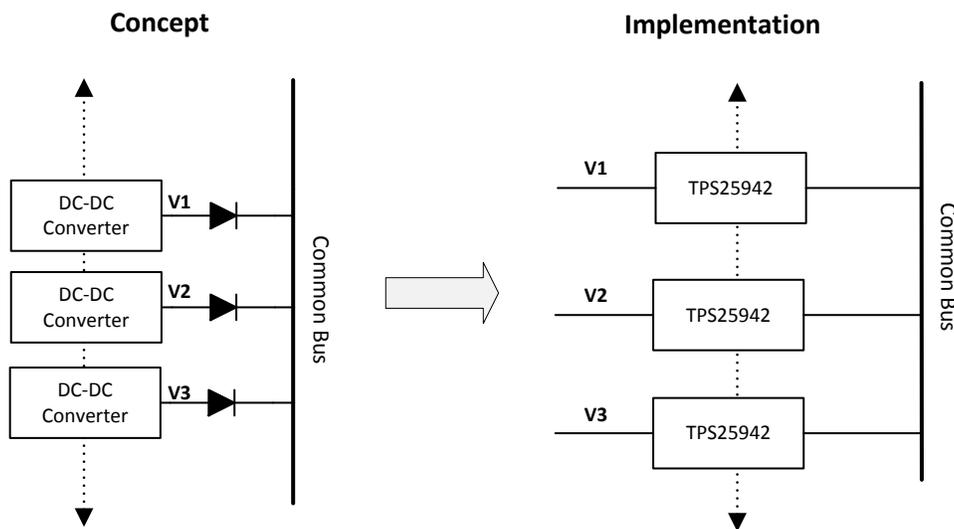 Concept
DC-DC
Converter
V1
DC-DC
Converter
V2
DC-DC
Converter
V3
Common Bus
Implementation
V1
TPS25942
V2
TPS25942
V3
TPS25942
Common Bus